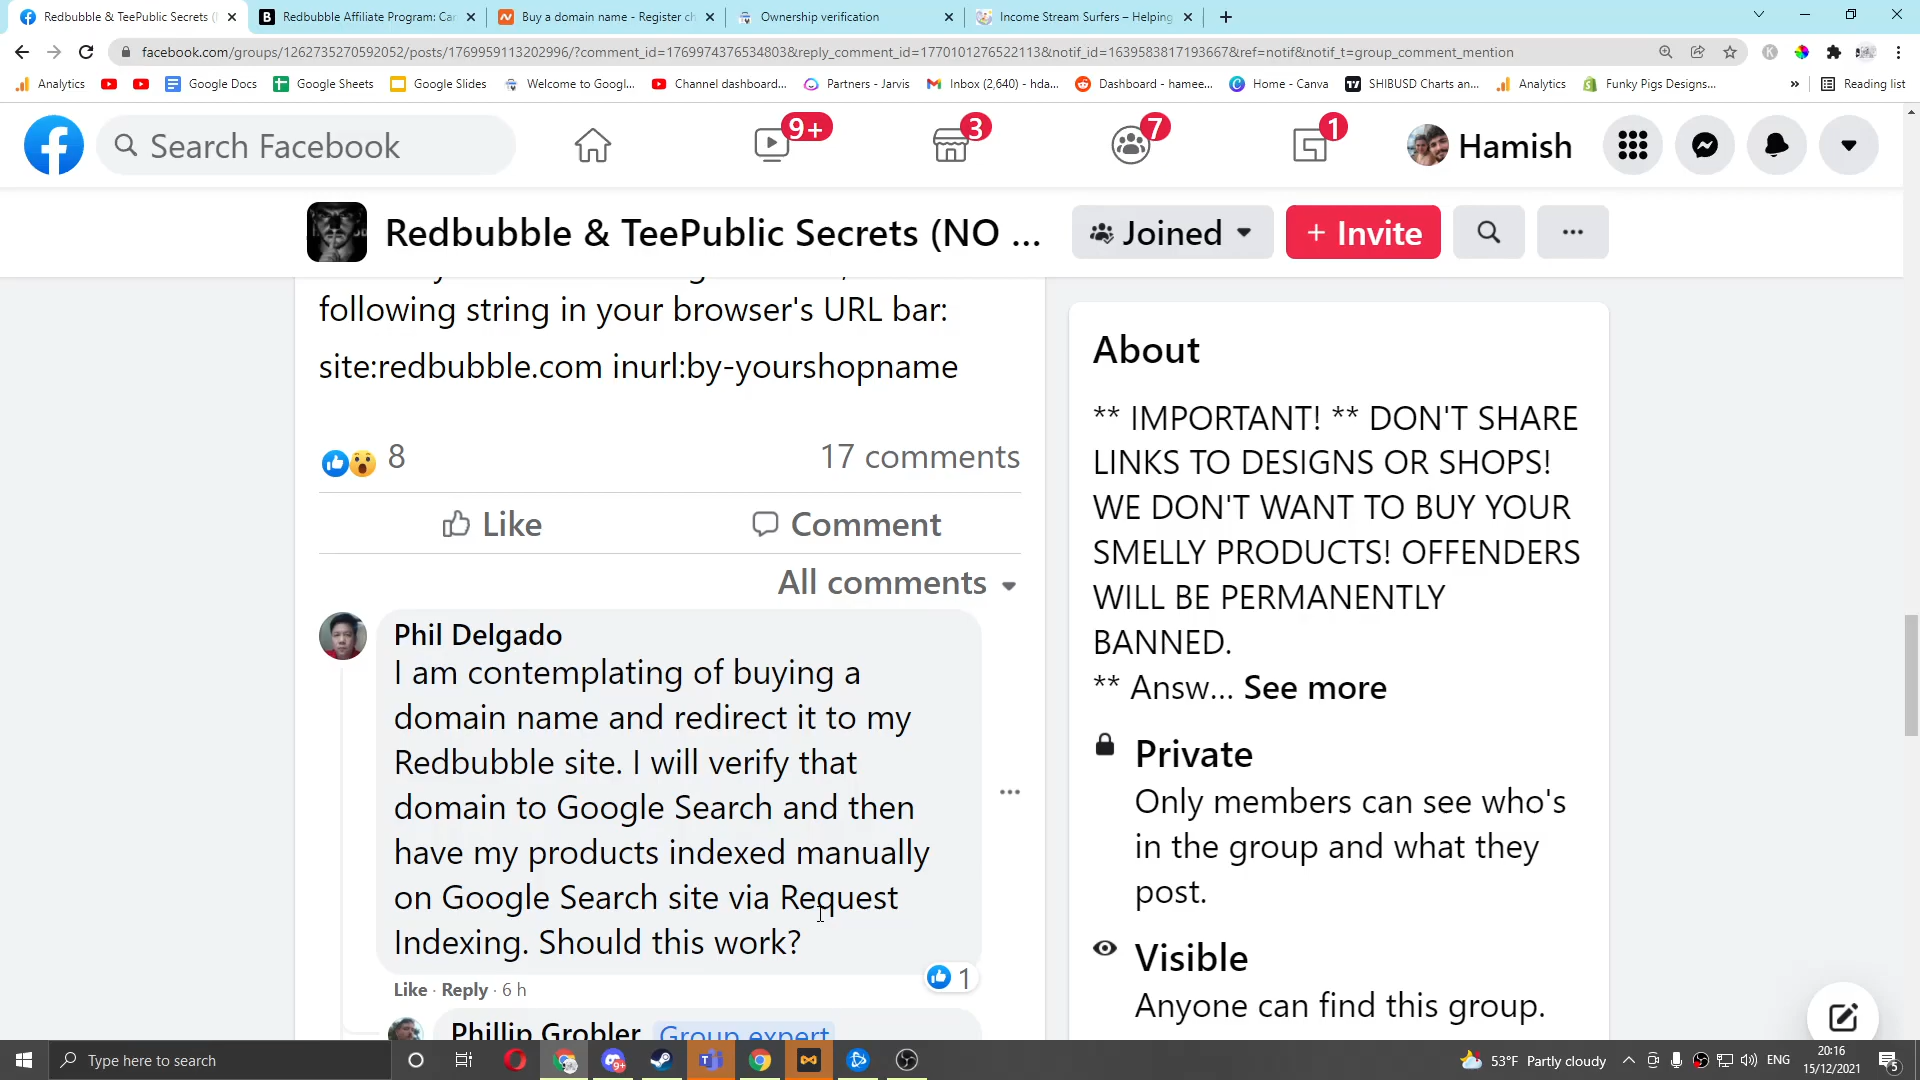 Redbubble & TeePublic Secrets (
Redbubble Affiliate Program: Car
Buy a domain name - Register ch
Ownership verification
Income Stream Surfers – Helping
facebook.com/groups/1262735270592052/posts/1769959113202996/?comment_id=1769974376534803&reply_comment_id=1770101276522113&notif_id=1639583817193667&ref=notif&notif_t=group_comment_mention
Analytics
Google Docs
Google Sheets
Google Slides
Welcome to Googl...
Channel dashboard...
Partners - Jarvis
Inbox (2,640) - hda...
Dashboard - hamee...
Home - Canva
SHIBUSD Charts an...
Analytics
Funky Pigs Designs...
»
Reading list
Search Facebook
9+
3
7
1
Hamish
Redbubble & TeePublic Secrets (NO ...
Joined
+ Invite
following string in your browser's URL bar:
site:redbubble.com inurl:by-yourshopname
8
17 comments
Like
Comment
All comments
Phil Delgado
I am contemplating of buying a
domain name and redirect it to my
Redbubble site. I will verify that
domain to Google Search and then
have my products indexed manually
on Google Search site via Request
Indexing. Should this work?
1
Like · Reply · 6 h
Phillip Grobler Group expert
About
** IMPORTANT! ** DON'T SHARE
LINKS TO DESIGNS OR SHOPS!
WE DON'T WANT TO BUY YOUR
SMELLY PRODUCTS! OFFENDERS
WILL BE PERMANENTLY
BANNED.
** Answ... See more
Private
Only members can see who's
in the group and what they
post.
Visible
Anyone can find this group.
Type here to search
9+
53°F Partly cloudy
ENG
20:16
15/12/2021
5